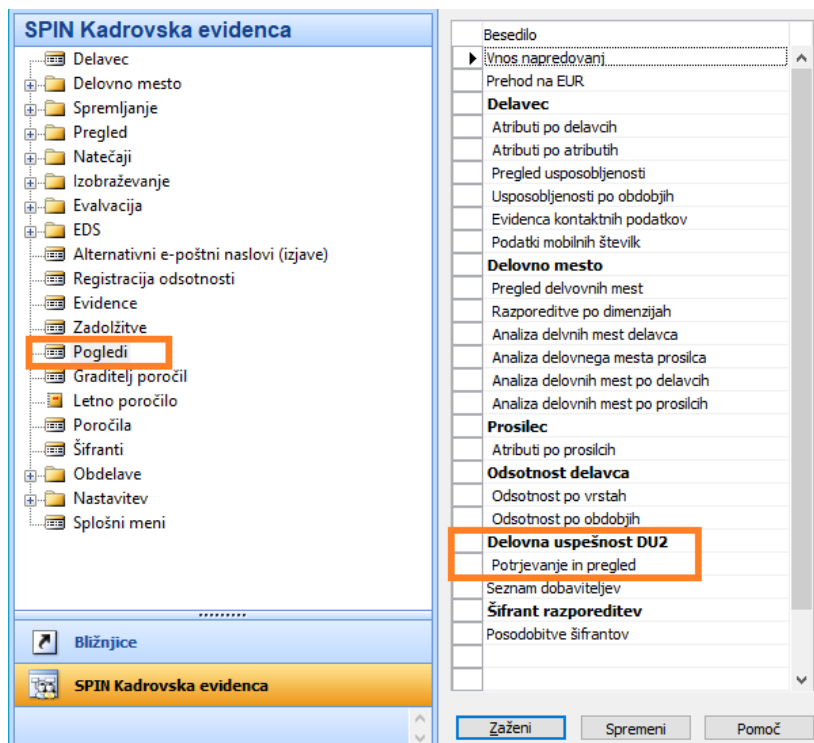 SPIN Kadrovska evidenca
Delavec
Delovno mesto
Spremljanje
Pregled
Natečaji
Izobraževanje
Evalvacija
EDS
Alternativni e-poštni naslovi (izjave)
Registracija odsotnosti
Evidence
Zadolžitve
Pogledi
Graditelj poročil
Letno poročilo
Poročila
Šifranti
Obdelave
Nastavitev
Splošni meni
Bližnjice
SPIN Kadrovska evidenca
Besedilo
Vnos napredovanj
Prehod na EUR
Delavec
Atributi po delavcih
Atributi po atributih
Pregled usposobljenosti
Usposobljenosti po obdobjih
Evidenca kontaktnih podatkov
Podatki mobilnih številk
Delovno mesto
Pregled delvovnih mest
Razporeditve po dimenzijah
Analiza delvnih mest delavca
Analiza delovnega mesta prosilca
Analiza delovnih mest po delavcih
Analiza delovnih mest po prosilcih
Prosilec
Atributi po prosilcih
Odsotnost delavca
Odsotnost po vrstah
Odsotnost po obdobjih
Delovna uspešnost DU2
Potrjevanje in pregled
Seznam dobaviteljev
Šifrant razporeditev
Posodobitve šifrantov
Zaženi
Spremeni
Pomoč